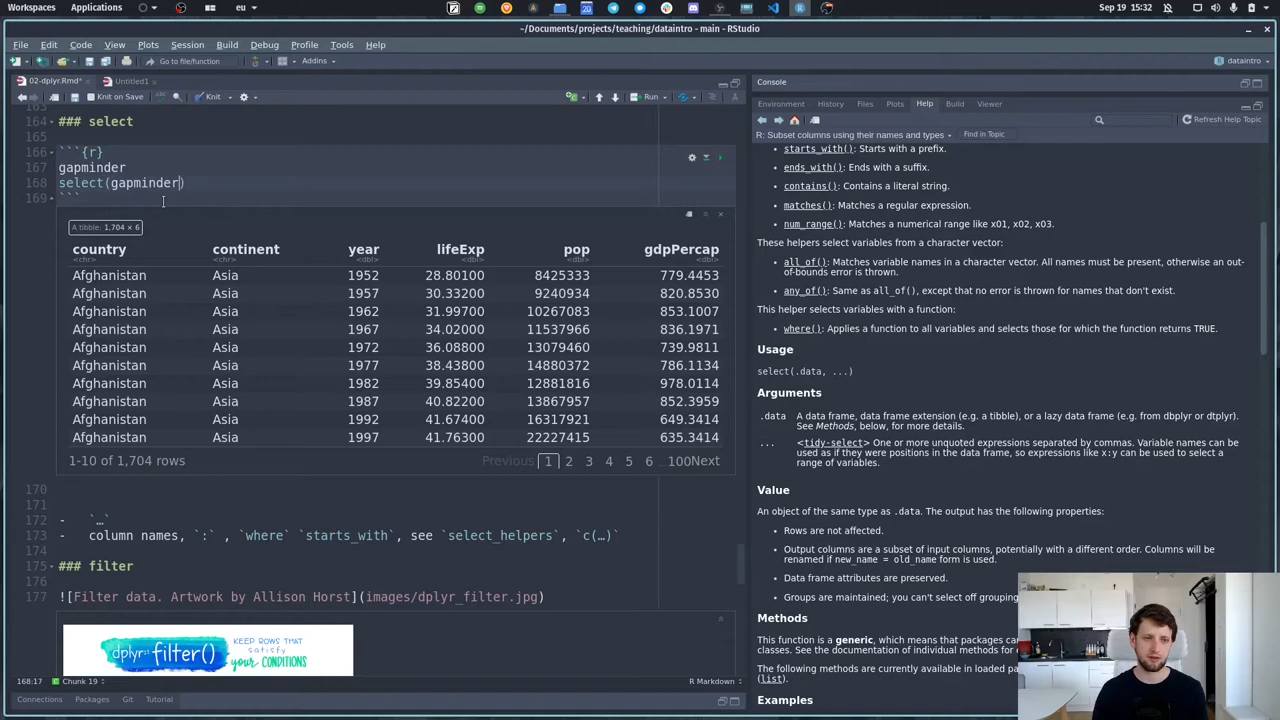 Workspaces
Applications
eu
Sep 19 15:32
~/Documents/projects/teaching/dataintro - main - RStudio
File Edit Code View Plots Session Build Debug Profile Tools Help
Go to file/function
Addins
dataintro
02-dplyr.Rmd*
Untitled1
Knit on Save
Knit
Run
163
164 ### select
165
166 ```{r}
167 gapminder
168 select(gapminder)
169 ```
A tibble: 1,704 × 6
country continent year lifeExp pop gdpPercap
<chr> <chr> <dbl> <dbl> <dbl> <dbl>
Afghanistan Asia 1952 28.80100 8425333 779.4453
Afghanistan Asia 1957 30.33200 9240934 820.8530
Afghanistan Asia 1962 31.99700 10267083 853.1007
Afghanistan Asia 1967 34.02000 11537966 836.1971
Afghanistan Asia 1972 36.08800 13079460 739.9811
Afghanistan Asia 1977 38.43800 14880372 786.1134
Afghanistan Asia 1982 39.85400 12881816 978.0114
Afghanistan Asia 1987 40.82200 13867957 852.3959
Afghanistan Asia 1992 41.67400 16317921 649.3414
Afghanistan Asia 1997 41.76300 22227415 635.3414
1-10 of 1,704 rows
Previous 1 2 3 4 5 6 … 100 Next
170
171
172 - `…`
173 - column names, `:` , `where` `starts_with`, see `select_helpers`, `c(…)`
174
175 ### filter
176
177 ![Filter data. Artwork by Allison Horst](images/dplyr_filter.jpg)
dplyr::filter()
KEEP ROWS THAT
satisfy
your CONDITIONS
168:17
Chunk 19
R Markdown
Connections Packages Git Tutorial
Console
Environment History Files Plots Help Build Viewer
Refresh Help Topic
R: Subset columns using their names and types
Find in Topic
starts_with(): Starts with a prefix.
ends_with(): Ends with a suffix.
contains(): Contains a literal string.
matches(): Matches a regular expression.
num_range(): Matches a numerical range like x01, x02, x03.
These helpers select variables from a character vector:
all_of(): Matches variable names in a character vector. All names must be present, otherwise an out-
of-bounds error is thrown.
any_of(): Same as all_of(), except that no error is thrown for names that don't exist.
This helper selects variables with a function:
where(): Applies a function to all variables and selects those for which the function returns TRUE.
Usage
select(.data, ...)
Arguments
.data A data frame, data frame extension (e.g. a tibble), or a lazy data frame (e.g. from dbplyr or dtplyr).
See Methods, below, for more details.
... <tidy-select> One or more unquoted expressions separated by commas. Variable names can be
used as if they were positions in the data frame, so expressions like x:y can be used to select a
range of variables.
Value
An object of the same type as .data. The output has the following properties:
Rows are not affected.
Output columns are a subset of input columns, potentially with a different order. Columns will be
renamed if new_name = old_name form is used.
Data frame attributes are preserved.
Groups are maintained; you can't select off grouping
Methods
This function is a generic, which means that packages ca
classes. See the documentation of individual methods for
The following methods are currently available in loaded pa
(list).
Examples